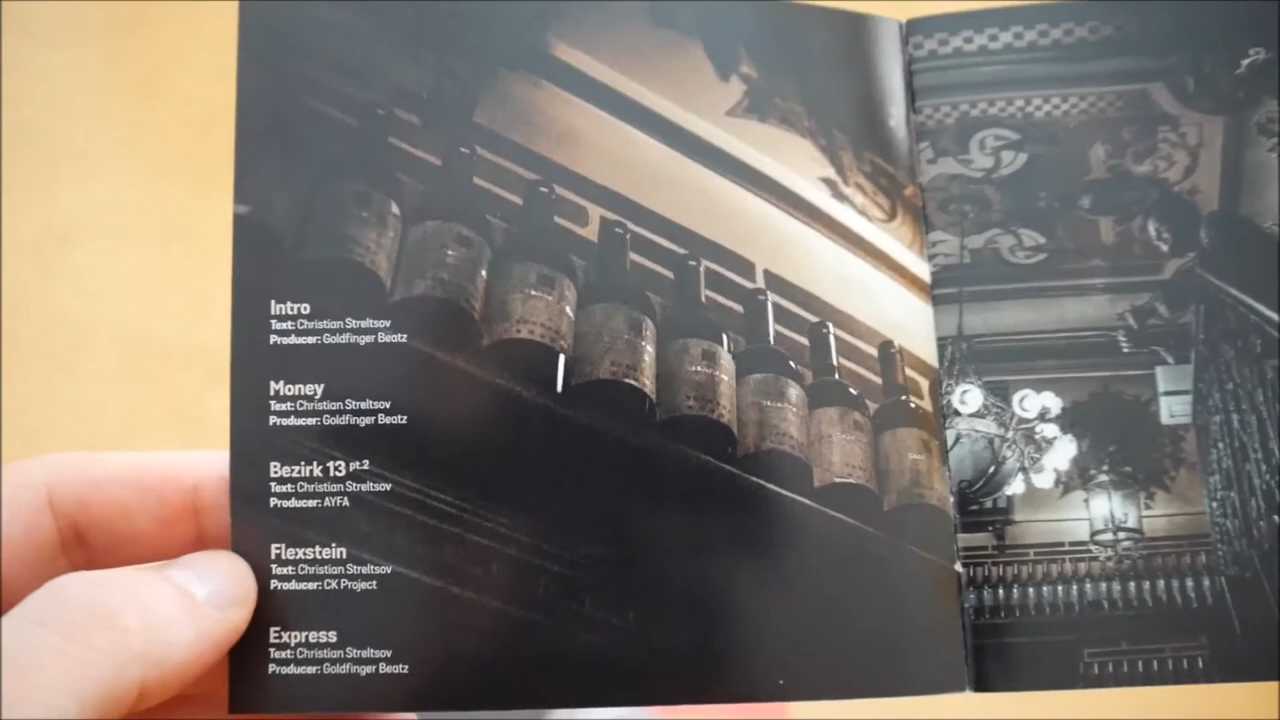 Intro
Text: Christian Streltsov
Producer: Goldfinger Beatz
Money
Text: Christian Streltsov
Producer: Goldfinger Beatz
Bezirk 13 pt.2
Text: Christian Streltsov
Producer: AYFA
Flexstein
Text: Christian Streltsov
Producer: CK Project
Express
Text: Christian Streltsov
Producer: Goldfinger Beatz